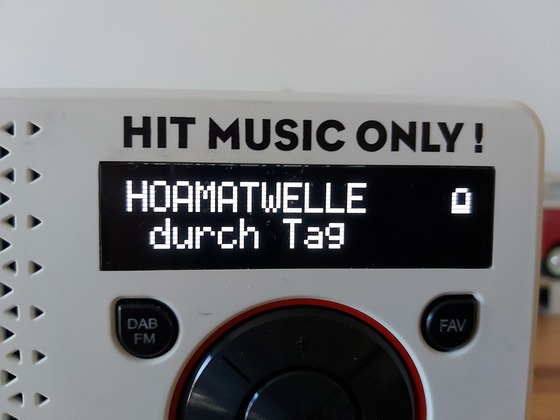 HIT MUSIC ONLY!
HOAMATWELLE
durch Tag
DAB
FM
FAV